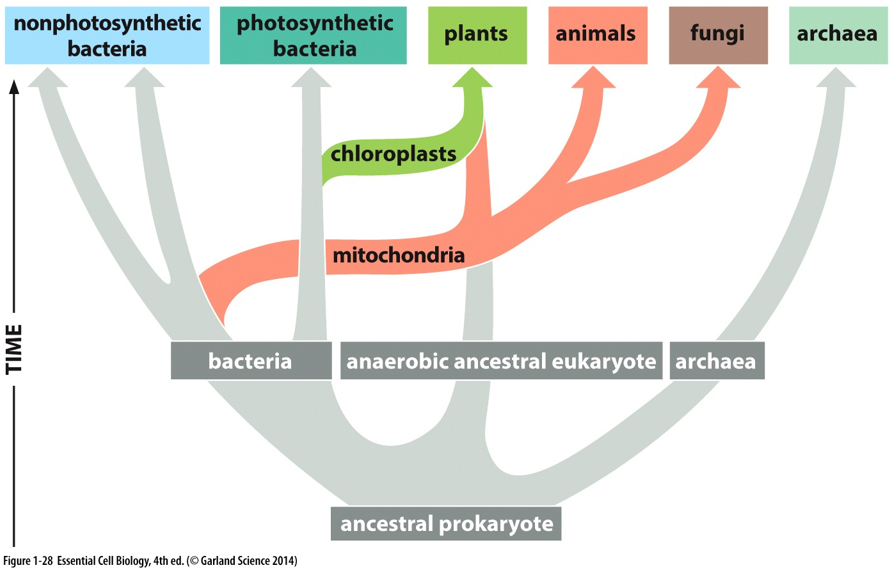 nonphotosynthetic
bacteria
photosynthetic
bacteria
plants
animals
fungi
archaea
chloroplasts
mitochondria
TIME
bacteria
anaerobic ancestral eukaryote
archaea
ancestral prokaryote
Figure 1-28 Essential Cell Biology, 4th ed. (© Garland Science 2014)